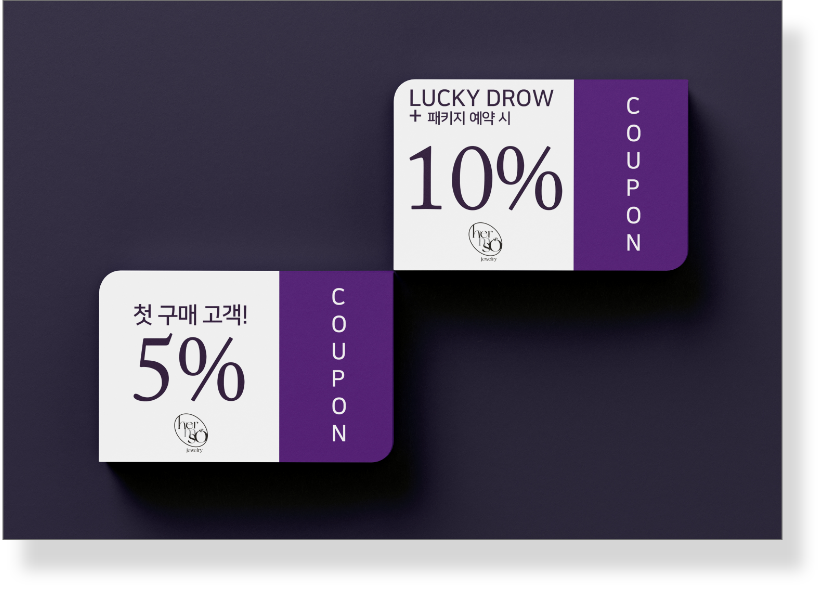 LUCKY DROW
+ 패키지 예약 시
10%
her
so
jewelry
COUPON
첫 구매 고객!
5%
her
so
jewelry
COUPON